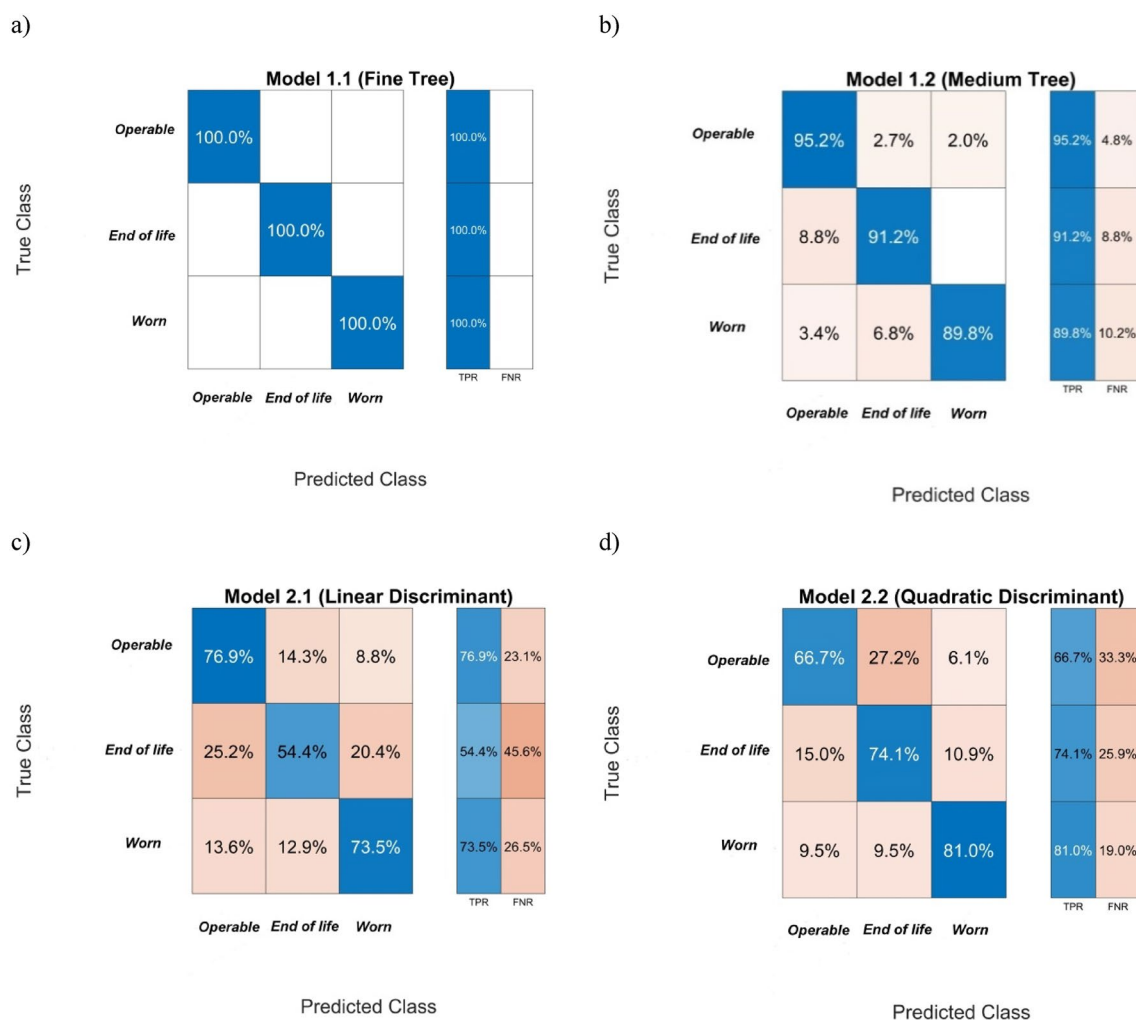 a)
Model 1.1 (Fine Tree)
True Class
Operable
100.0%
100.0%
End of life
100.0%
100.0%
Worn
100.0%
100.0%
TPR FNR
Operable End of life Worn
Predicted Class
b)
Model 1.2 (Medium Tree)
True Class
Operable
95.2% 2.7% 2.0%
95.2% 4.8%
End of life
8.8% 91.2%
91.2% 8.8%
Worn
3.4% 6.8% 89.8%
89.8% 10.2%
TPR FNR
Operable End of life Worn
Predicted Class
c)
Model 2.1 (Linear Discriminant)
True Class
Operable
76.9% 14.3% 8.8%
76.9% 23.1%
End of life
25.2% 54.4% 20.4%
54.4% 45.6%
Worn
13.6% 12.9% 73.5%
73.5% 26.5%
TPR FNR
Operable End of life Worn
Predicted Class
d)
Model 2.2 (Quadratic Discriminant)
True Class
Operable
66.7% 27.2% 6.1%
66.7% 33.3%
End of life
15.0% 74.1% 10.9%
74.1% 25.9%
Worn
9.5% 9.5% 81.0%
81.0% 19.0%
TPR FNR
Operable End of life Worn
Predicted Class